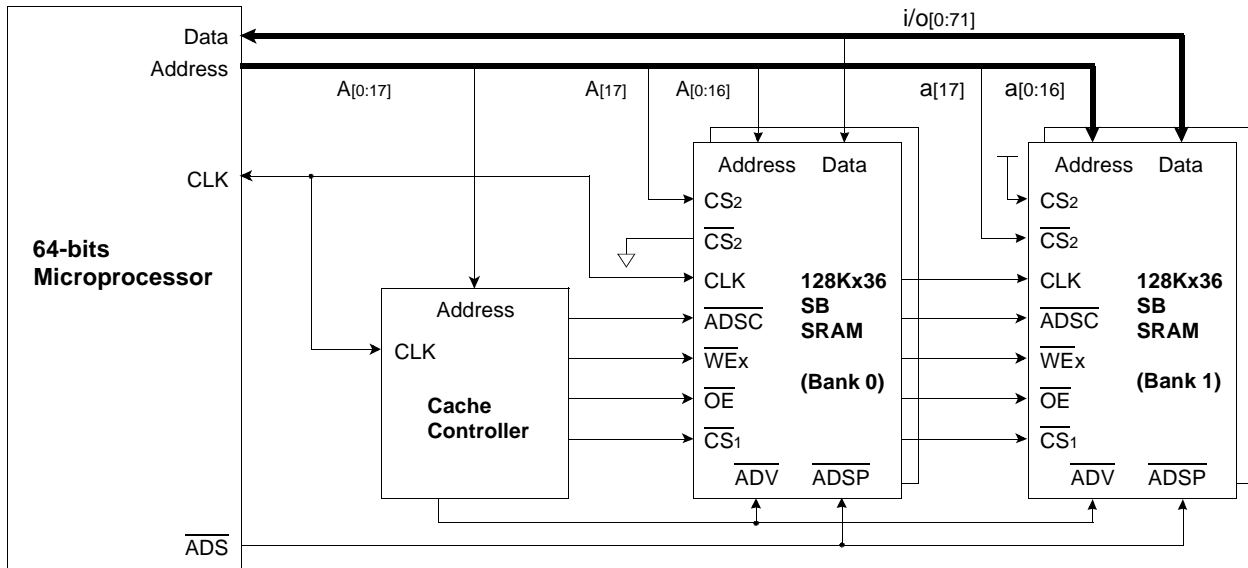 i/o[0:71]
Data
Address
A[0:17]
A[17]
A[0:16]
a[17]
a[0:16]
CLK
64-bits
Microprocessor
ADS
Address
CLK
Cache
Controller
Address Data
CS2
CS2
CLK
ADSC
WEx
OE
CS1
ADV ADSP
128Kx36
SB
SRAM
(Bank 0)
Address Data
CS2
CS2
CLK
ADSC
WEx
OE
CS1
ADV ADSP
128Kx36
SB
SRAM
(Bank 1)